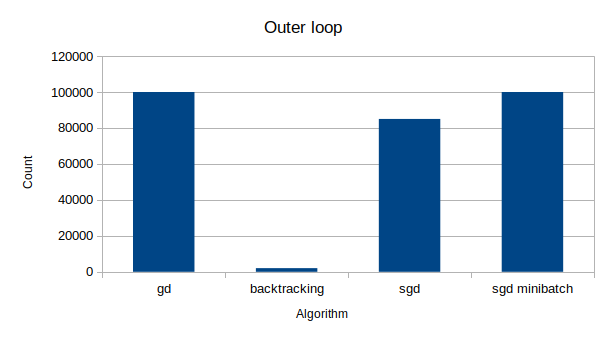 Outer loop
120000
100000
80000
60000
40000
20000
0
Count
gd
backtracking
sgd
sgd minibatch
Algorithm